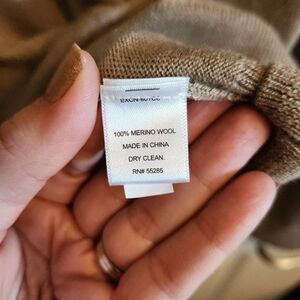 100% MERINO WOOL
MADE IN CHINA
DRY CLEAN.
RN# 55285